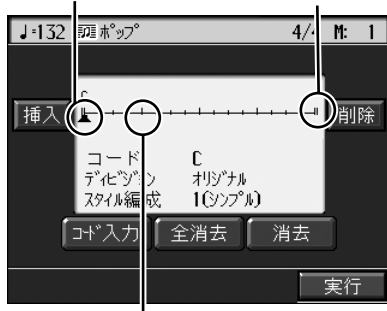 ♩=132 ポップ 4/4 M: 1
C
挿入 削除
コード C
ディビジョン オリジナル
スタイル編成 1(シンプル)
コード入力 全消去 消去
実行